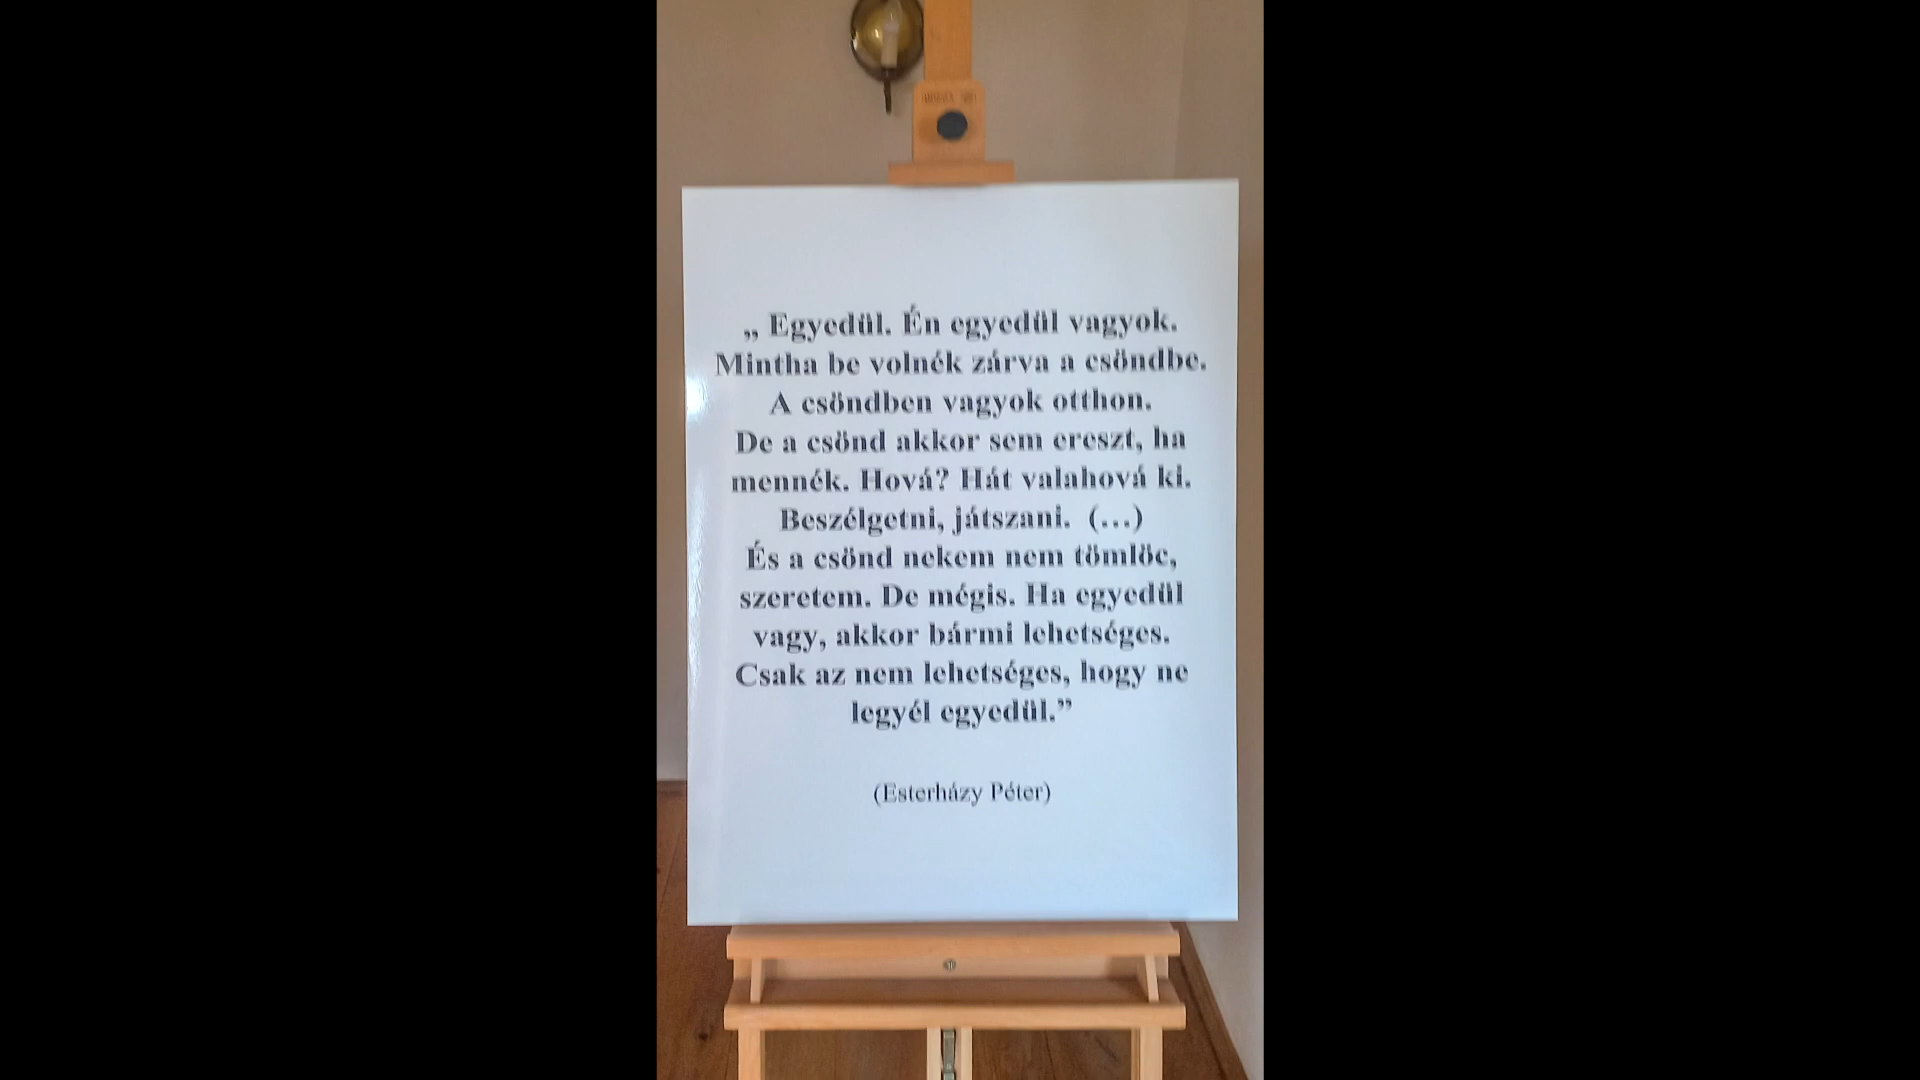 „ Egyedül. Én egyedül vagyok.
Mintha be volnék zárva a csöndbe.
A csöndben vagyok otthon.
De a csönd akkor sem ereszt, ha
mennék. Hová? Hát valahová ki.
Beszélgetni, játszani. (…)
És a csönd nekem nem tömlöc,
szeretem. De mégis. Ha egyedül
vagy, akkor bármi lehetséges.
Csak az nem lehetséges, hogy ne
legyél egyedül.”
(Esterházy Péter)